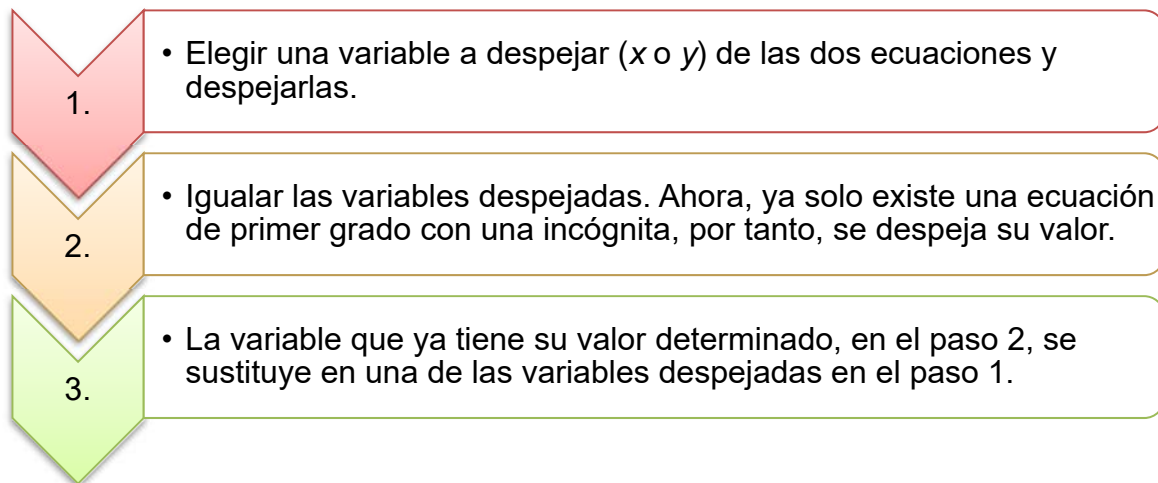 1.
• Elegir una variable a despejar (x o y) de las dos ecuaciones y
despejarlas.
2.
• Igualar las variables despejadas. Ahora, ya solo existe una ecuación
de primer grado con una incógnita, por tanto, se despeja su valor.
3.
• La variable que ya tiene su valor determinado, en el paso 2, se
sustituye en una de las variables despejadas en el paso 1.